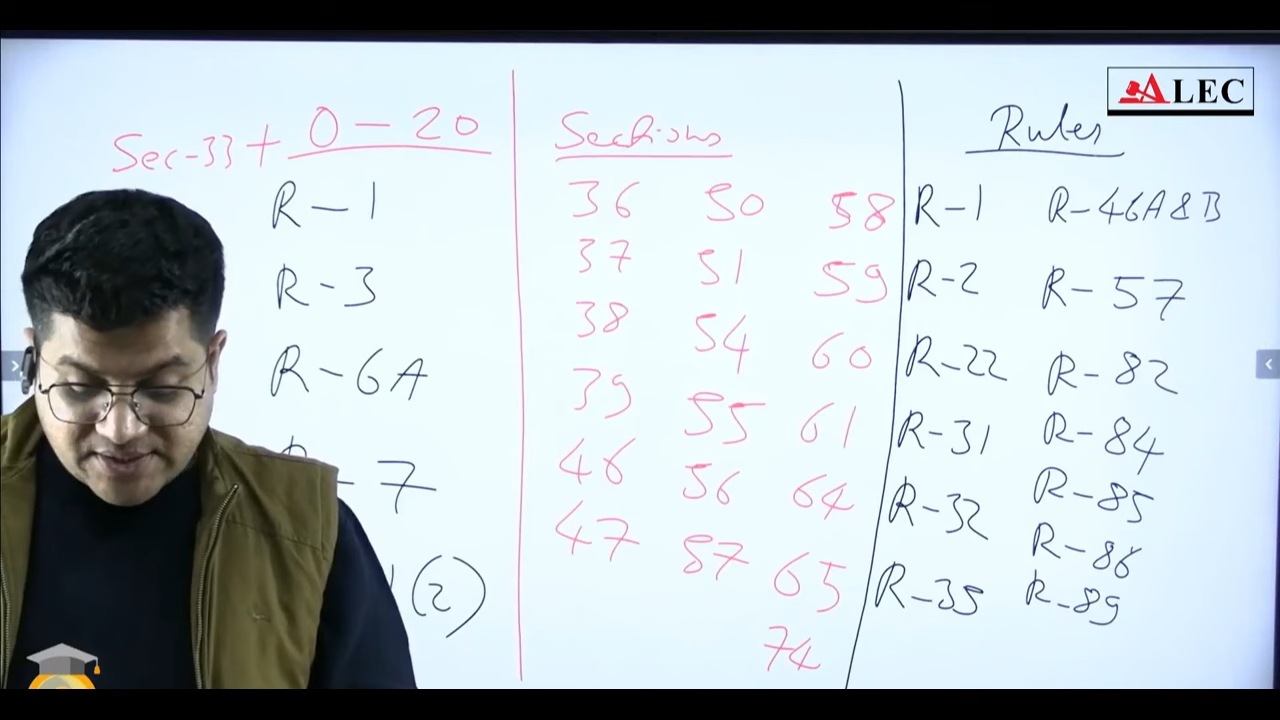 ALEC
Sec-33 + O - 20
R - 1
R - 3
R - 6A
- 7
(2)
Sections
36 50 58
37 51 59
38 54 60
39 55 61
46 56 64
47 57 65
74
Rules
R-1 R-46A&B
R-2 R-57
R-22 R-82
R-31 R-84
R-32 R-85
R-86
R-35 R-89